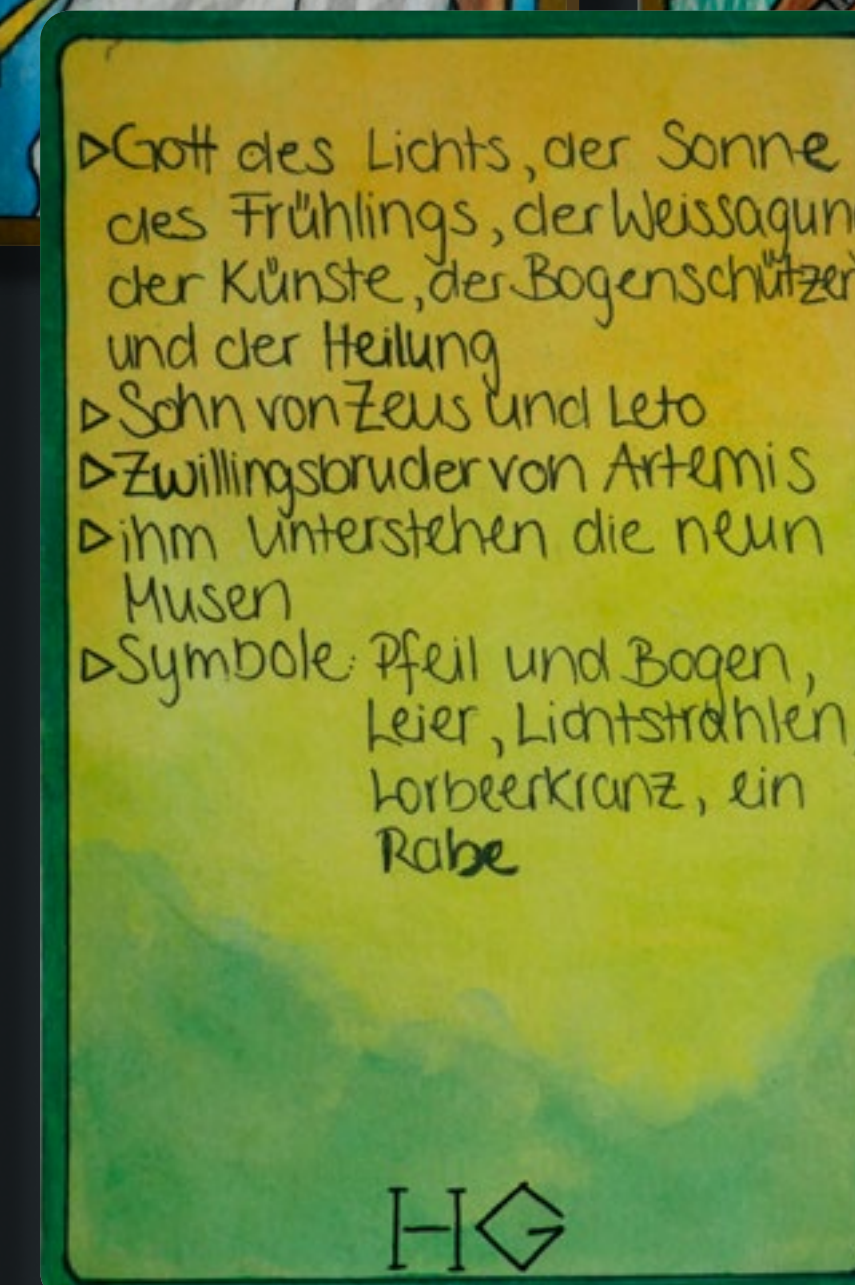 ▷Gott des Lichts, der Sonne
des Frühlings, der Weissagun
der Künste, der Bogenschützen
und der Heilung
▷Sohn von Zeus und Leto
▷Zwillingsbruder von Artemis
▷ihm unterstehen die neun
Musen
▷Symbole: Pfeil und Bogen,
Leier, Lichtstrahlen,
Lorbeerkranz, ein
Rabe
HG